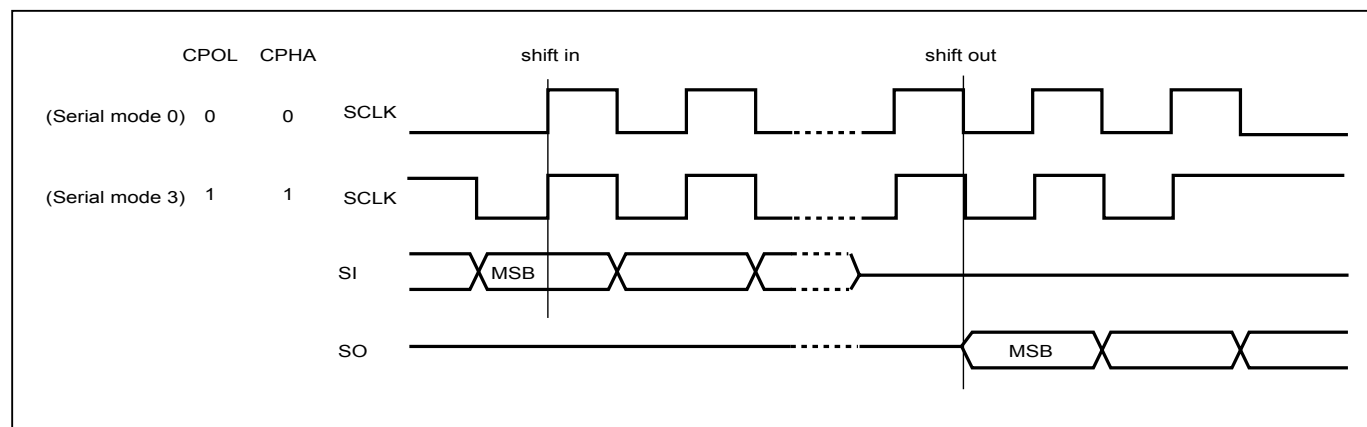 CPOL CPHA shift in shift out
(Serial mode 0) 0 0 SCLK
(Serial mode 3) 1 1 SCLK
SI MSB
SO MSB